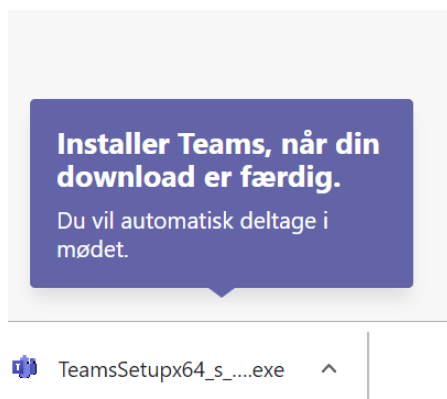 Installer Teams, når din
download er færdig.
Du vil automatisk deltage i
mødet.
TeamsSetupx64_s_....exe